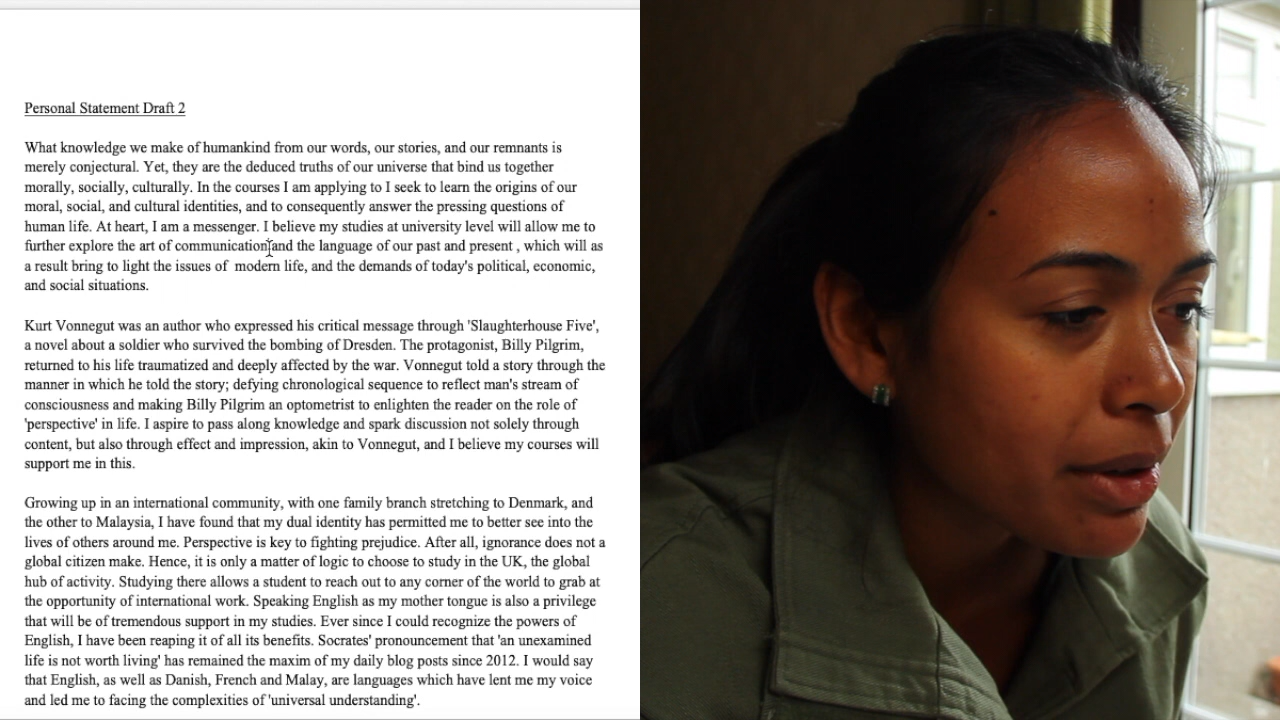 Personal Statement Draft 2
What knowledge we make of humankind from our words, our stories, and our remnants is
merely conjectural. Yet, they are the deduced truths of our universe that bind us together
morally, socially, culturally. In the courses I am applying to I seek to learn the origins of our
moral, social, and cultural identities, and to consequently answer the pressing questions of
human life. At heart, I am a messenger. I believe my studies at university level will allow me to
further explore the art of communication and the language of our past and present , which will as
a result bring to light the issues of  modern life, and the demands of today's political, economic,
and social situations.
Kurt Vonnegut was an author who expressed his critical message through 'Slaughterhouse Five',
a novel about a soldier who survived the bombing of Dresden. The protagonist, Billy Pilgrim,
returned to his life traumatized and deeply affected by the war. Vonnegut told a story through the
manner in which he told the story; defying chronological sequence to reflect man's stream of
consciousness and making Billy Pilgrim an optometrist to enlighten the reader on the role of
'perspective' in life. I aspire to pass along knowledge and spark discussion not solely through
content, but also through effect and impression, akin to Vonnegut, and I believe my courses will
support me in this.
Growing up in an international community, with one family branch stretching to Denmark, and
the other to Malaysia, I have found that my dual identity has permitted me to better see into the
lives of others around me. Perspective is key to fighting prejudice. After all, ignorance does not a
global citizen make. Hence, it is only a matter of logic to choose to study in the UK, the global
hub of activity. Studying there allows a student to reach out to any corner of the world to grab at
the opportunity of international work. Speaking English as my mother tongue is also a privilege
that will be of tremendous support in my studies. Ever since I could recognize the powers of
English, I have been reaping it of all its benefits. Socrates' pronouncement that 'an unexamined
life is not worth living' has remained the maxim of my daily blog posts since 2012. I would say
that English, as well as Danish, French and Malay, are languages which have lent me my voice
and led me to facing the complexities of 'universal understanding'.